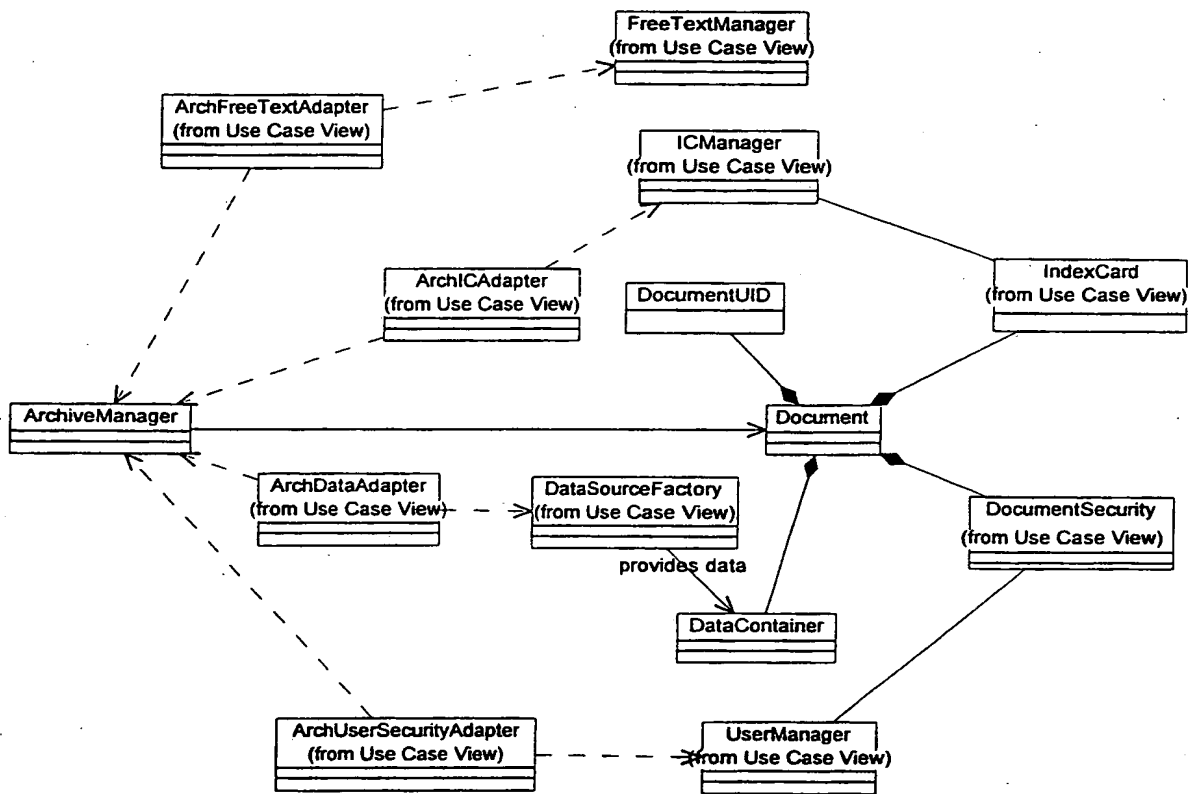 FreeTextManager
(from Use Case View)
ArchFreeTextAdapter
(from Use Case View)
ICManager
(from Use Case View)
ArchICAdapter
(from Use Case View)
DocumentUID
IndexCard
(from Use Case View)
ArchiveManager
Document
ArchDataAdapter
(from Use Case View)
DataSourceFactory
(from Use Case View)
DocumentSecurity
(from Use Case View)
provides data
DataContainer
ArchUserSecurityAdapter
(from Use Case View)
UserManager
(from Use Case View)